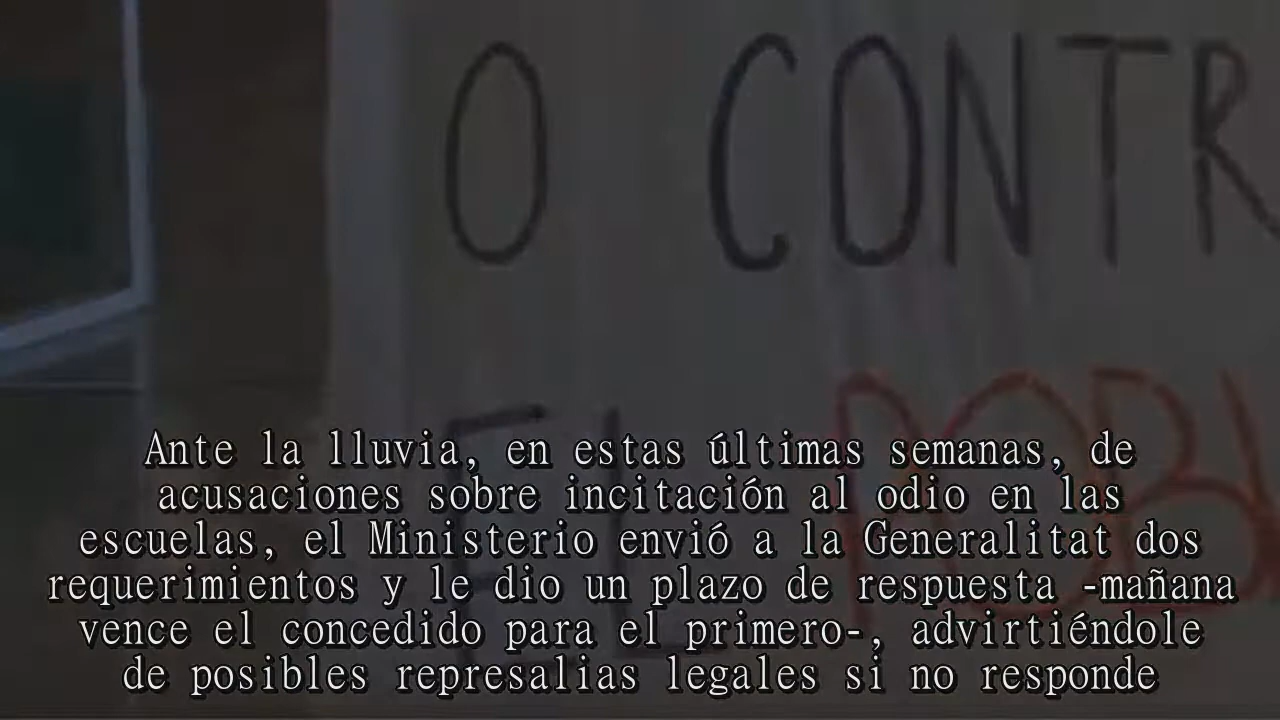 O CONTR
EL POBL
Ante la lluvia, en estas últimas semanas, de
acusaciones sobre incitación al odio en las
escuelas, el Ministerio envió a la Generalitat dos
requerimientos y le dio un plazo de respuesta -mañana
vence el concedido para el primero-, advirtiéndole
de posibles represalias legales si no responde